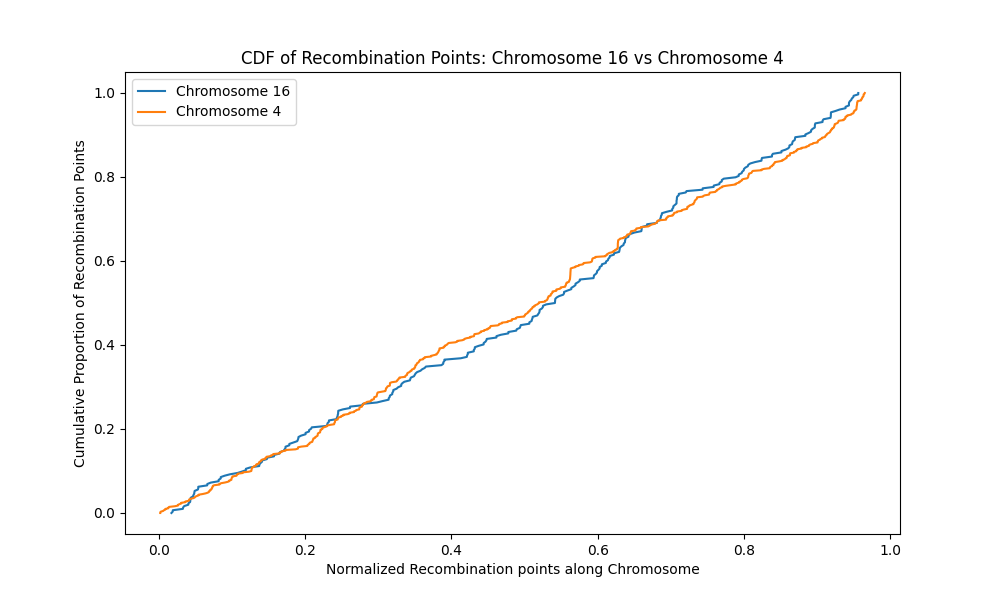 CDF of Recombination Points: Chromosome 16 vs Chromosome 4
Chromosome 16
Chromosome 4
Cumulative Proportion of Recombination Points
1.0
0.8
0.6
0.4
0.2
0.0
0.0 0.2 0.4 0.6 0.8 1.0
Normalized Recombination points along Chromosome